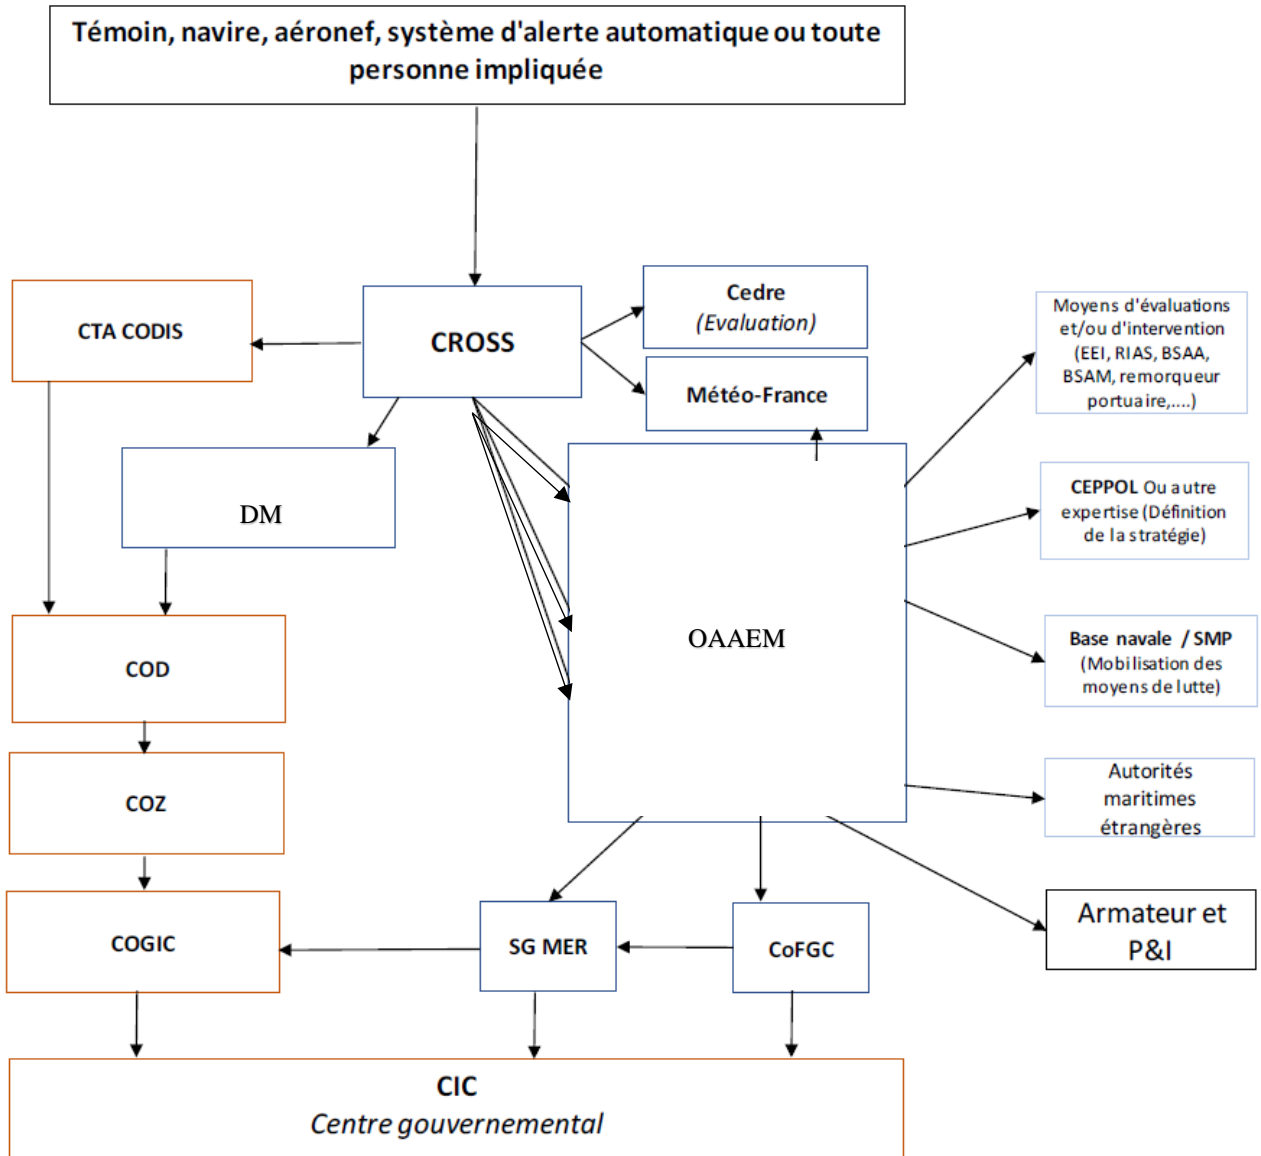 Témoin, navire, aéronef, système d'alerte automatique ou toute
personne impliquée
CTA CODIS
CROSS
Cedre
(Evaluation)
Météo-France
Moyens d'évaluations
et/ou d'intervention
(EEI, RIAS, BSAA,
BSAM, remorqueur
portuaire,....)
DM
CEPPOL Ou autre
expertise (Définition
de la stratégie)
OAAEM
COD
Base navale / SMP
(Mobilisation des
moyens de lutte)
COZ
Autorités
maritimes
étrangères
COGIC
SG MER
CoFGC
Armateur et
P&I
CIC
Centre gouvernemental